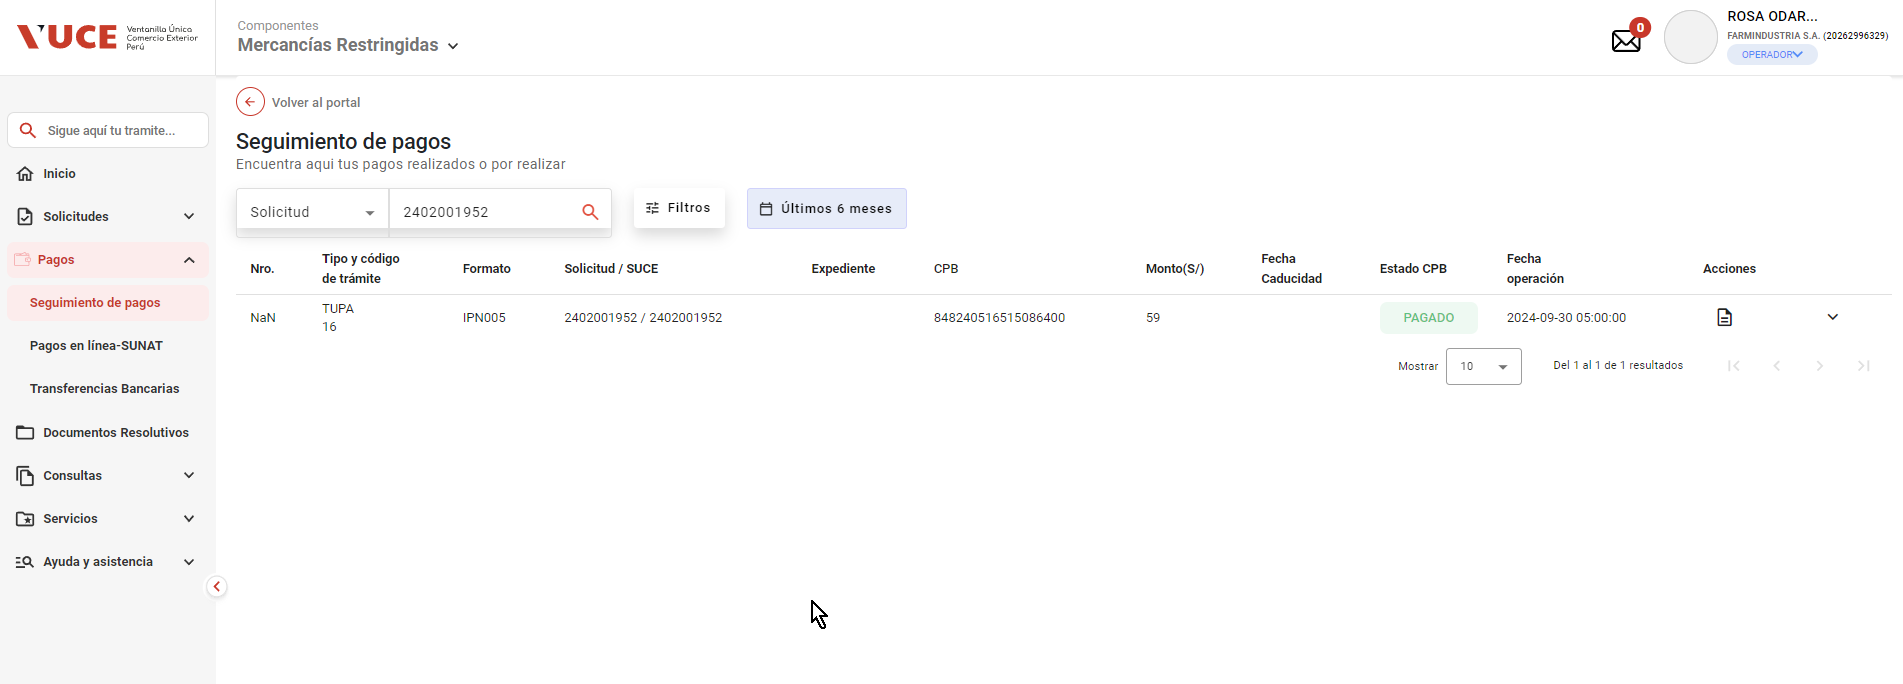 VUCE
Ventanilla Única
Comercio Exterior
Perú
Componentes
Mercancías Restringidas
0
ROSA ODAR...
FARMINDUSTRIA S.A. (20262996329)
OPERADOR
Sigue aquí tu tramite...
Inicio
Solicitudes
Pagos
Seguimiento de pagos
Pagos en línea-SUNAT
Transferencias Bancarias
Documentos Resolutivos
Consultas
Servicios
Ayuda y asistencia
Volver al portal
Seguimiento de pagos
Encuentra aqui tus pagos realizados o por realizar
Solicitud 2402001952 Filtros Últimos 6 meses
Nro. Tipo y código de trámite Formato Solicitud / SUCE Expediente CPB Monto(S/) Fecha Caducidad Estado CPB Fecha operación Acciones
NaN TUPA 16 IPN005 2402001952 / 2402001952 848240516515086400 59 PAGADO 2024-09-30 05:00:00
Mostrar 10 Del 1 al 1 de 1 resultados